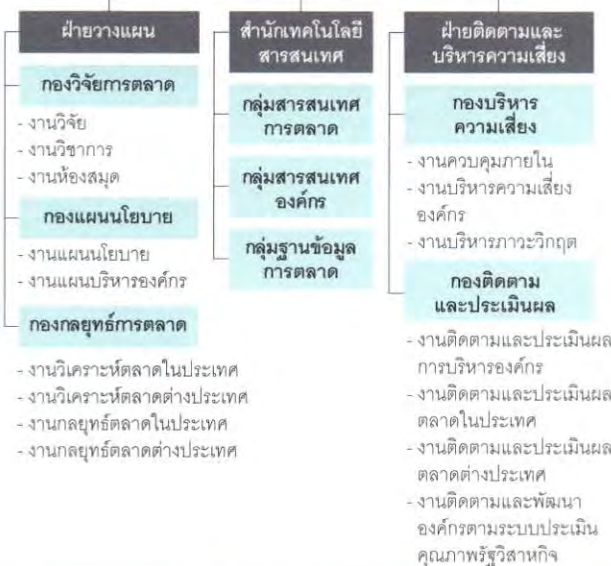 ฝ่ายวางแผน
กองวิจัยการตลาด
- งานวิจัย
- งานวิชาการ
- งานห้องสมุด
กองแผนนโยบาย
- งานแผนนโยบาย
- งานแผนบริหารองค์กร
กองกลยุทธ์การตลาด
- งานวิเคราะห์ตลาดในประเทศ
- งานวิเคราะห์ตลาดต่างประเทศ
- งานกลยุทธ์ตลาดในประเทศ
- งานกลยุทธ์ตลาดต่างประเทศ
สำนักเทคโนโลยี
สารสนเทศ
กลุ่มสารสนเทศ
การตลาด
กลุ่มสารสนเทศ
องค์กร
กลุ่มฐานข้อมูล
การตลาด
ฝ่ายติดตามและ
บริหารความเสี่ยง
กองบริหาร
ความเสี่ยง
- งานควบคุมภายใน
- งานบริหารความเสี่ยง
องค์กร
- งานบริหารภาวะวิกฤต
กองติดตาม
และประเมินผล
- งานติดตามและประเมินผล
การบริหารองค์กร
- งานติดตามและประเมินผล
ตลาดในประเทศ
- งานติดตามและประเมินผล
ตลาดต่างประเทศ
- งานติดตามและพัฒนา
องค์กรตามระบบประเมิน
คุณภาพรัฐวิสาหกิจ